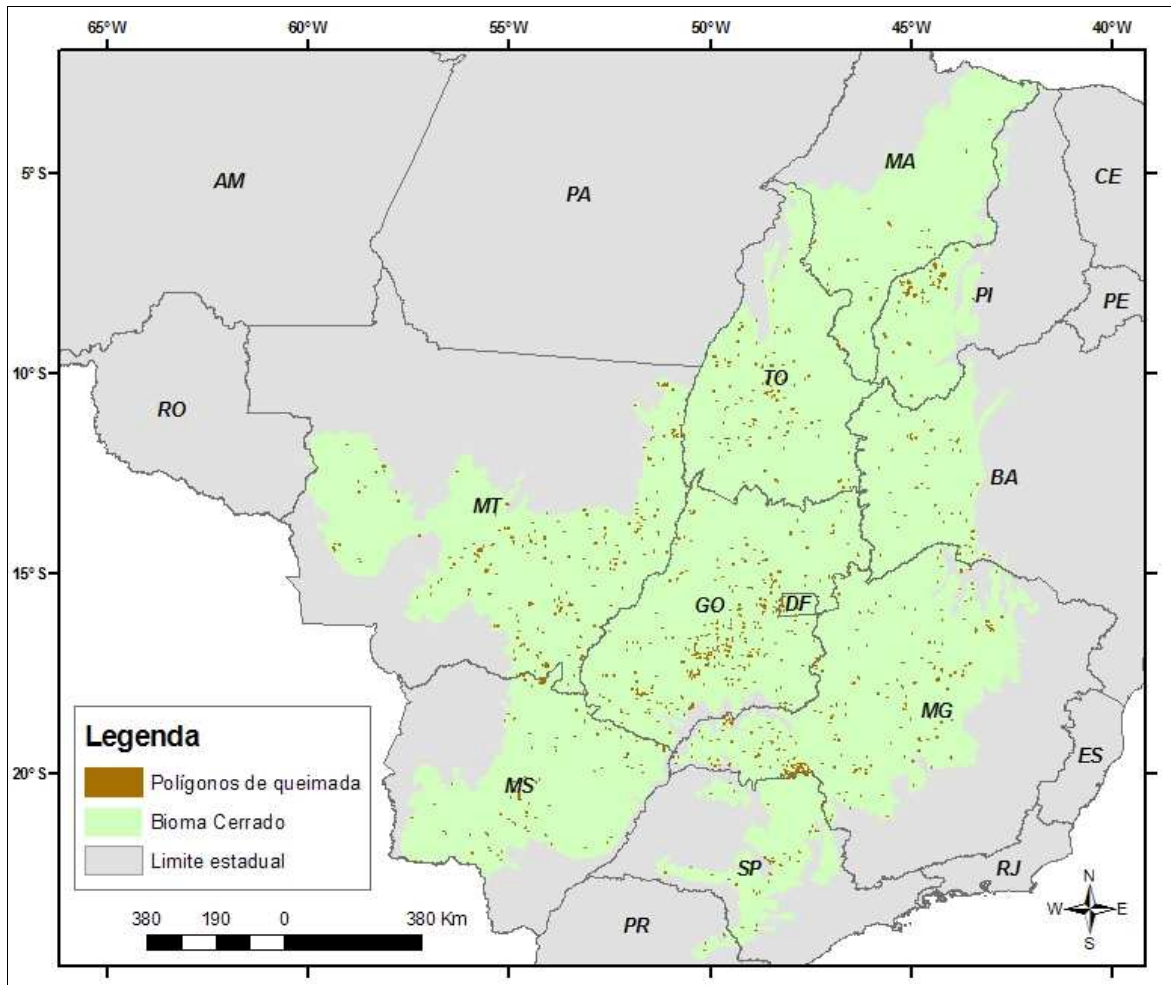 65°W 60°W 55°W 50°W 45°W 40°W
5° S
10° S
15° S
20° S
AM
PA
MA
CE
PI
PE
RO
TO
MT
BA
GO
DF
MG
ES
MS
SP
RJ
PR
Legenda
Polígonos de queimada
Bioma Cerrado
Limite estadual
380 190 0 380 Km
N
W E
S